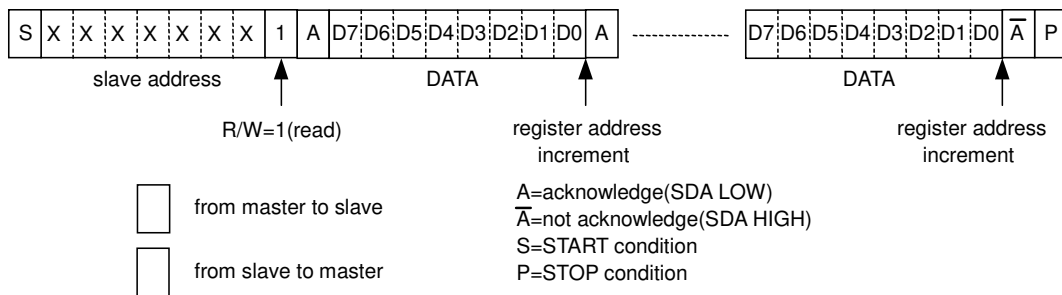 S X X X X X X X 1 A D7 D6 D5 D4 D3 D2 D1 D0 A D7 D6 D5 D4 D3 D2 D1 D0 A̅ P
slave address DATA DATA
R/W=1(read)
register address
increment
register address
increment
from master to slave
from slave to master
A=acknowledge(SDA LOW)
A̅=not acknowledge(SDA HIGH)
S=START condition
P=STOP condition